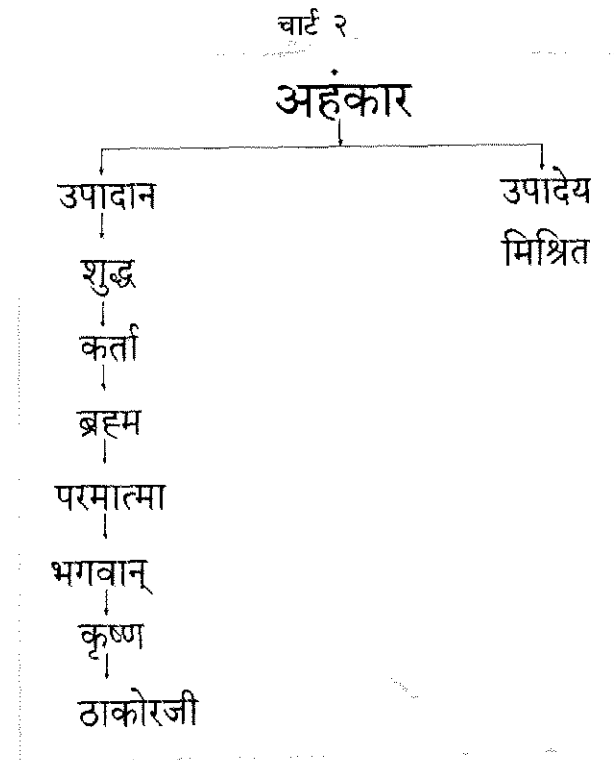 चार्ट २
अहंकार
उपादान उपादेय
शुद्ध मिश्रित
कर्ता
ब्रह्म
परमात्मा
भगवान्
कृष्ण
ठाकोरजी